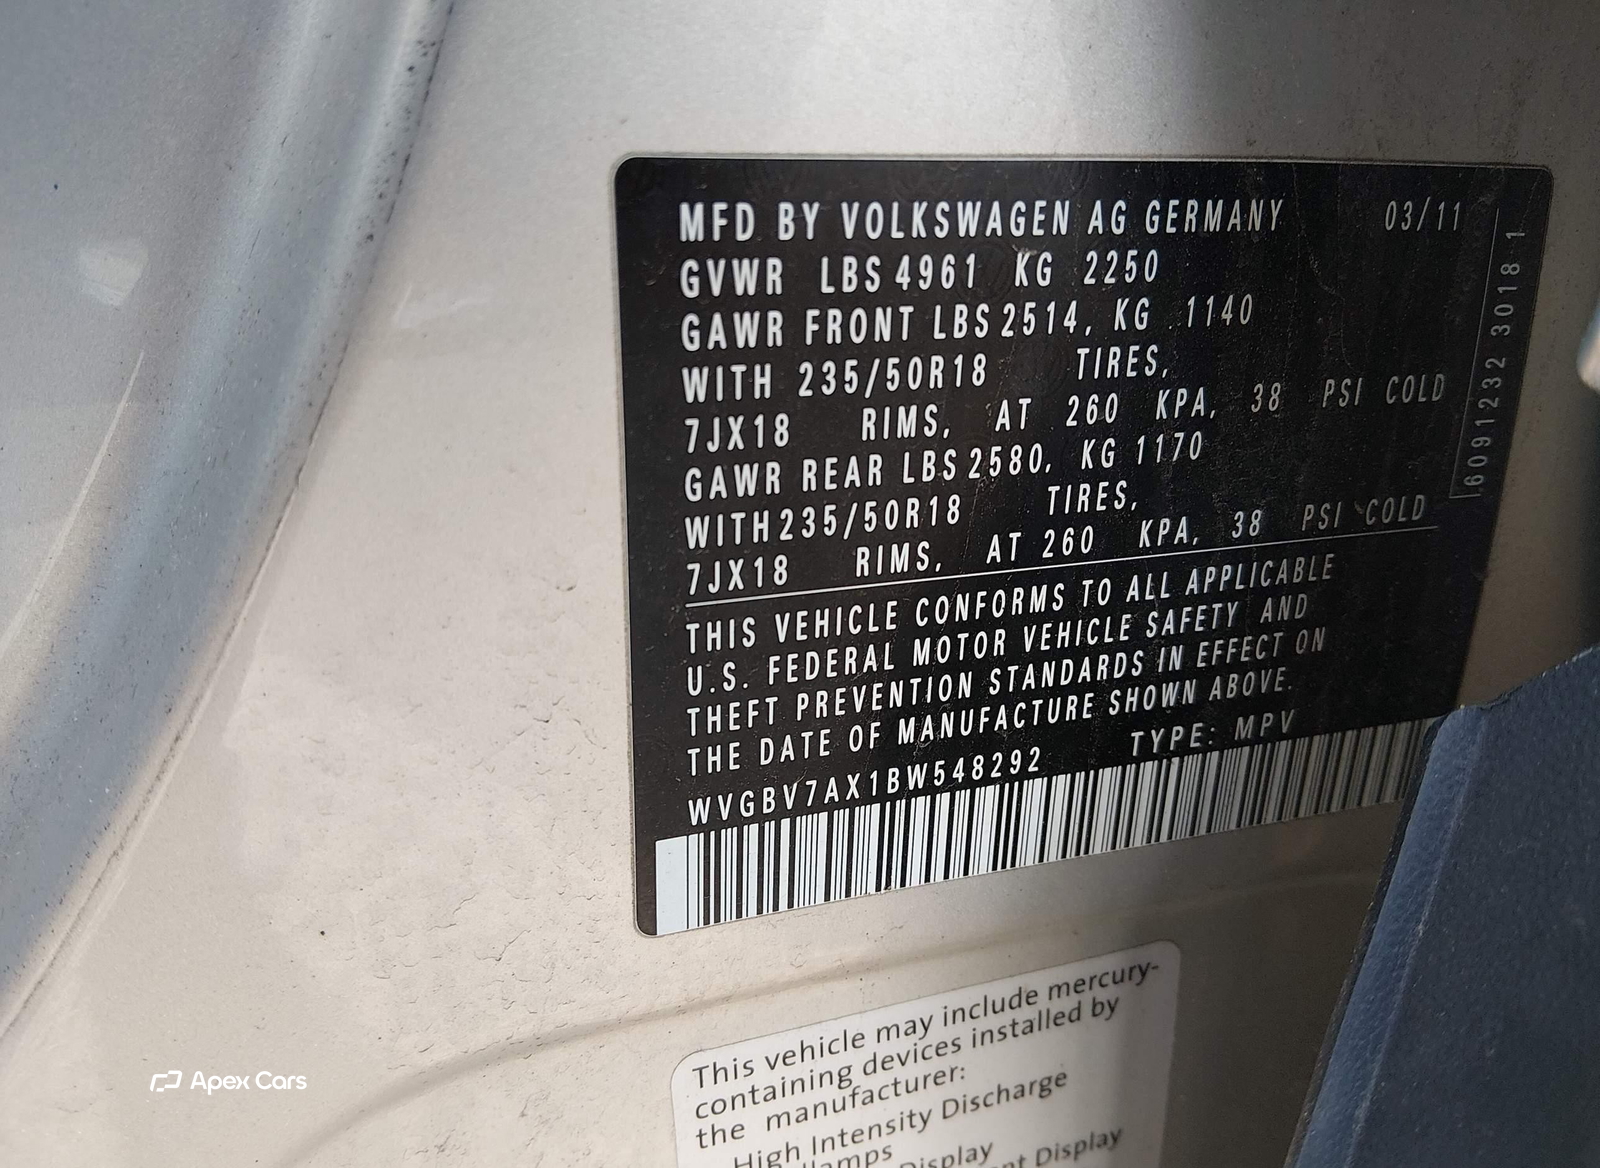 MFD BY VOLKSWAGEN AG GERMANY 03/11
GVWR LBS 4961 KG 2250
GAWR FRONT LBS 2514, KG 1140
WITH 235/50R18 TIRES,
7JX18 RIMS, AT 260 KPA, 38 PSI COLD
GAWR REAR LBS 2580, KG 1170
WITH 235/50R18 TIRES,
7JX18 RIMS, AT 260 KPA, 38 PSI COLD
THIS VEHICLE CONFORMS TO ALL APPLICABLE
U.S. FEDERAL MOTOR VEHICLE SAFETY AND
THEFT PREVENTION STANDARDS IN EFFECT ON
THE DATE OF MANUFACTURE SHOWN ABOVE.
WVGBV7AX1BW548292 TYPE: MPV
6091232 3018 1
This vehicle may include mercury-
containing devices installed by
the manufacturer:
High Intensity Discharge
Display
Display
Apex Cars